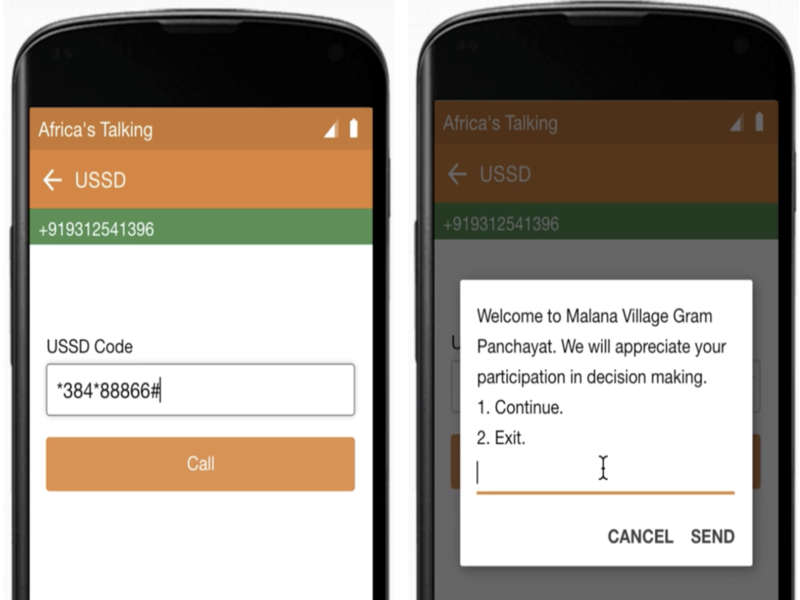 Africa's Talking
USSD
+919312541396
USSD Code
*384*88866#
Call
Africa's Talking
USSD
+919312541396
U
Welcome to Malana Village Gram
Panchayat. We will appreciate your
participation in decision making.
1. Continue.
2. Exit.
CANCEL SEND